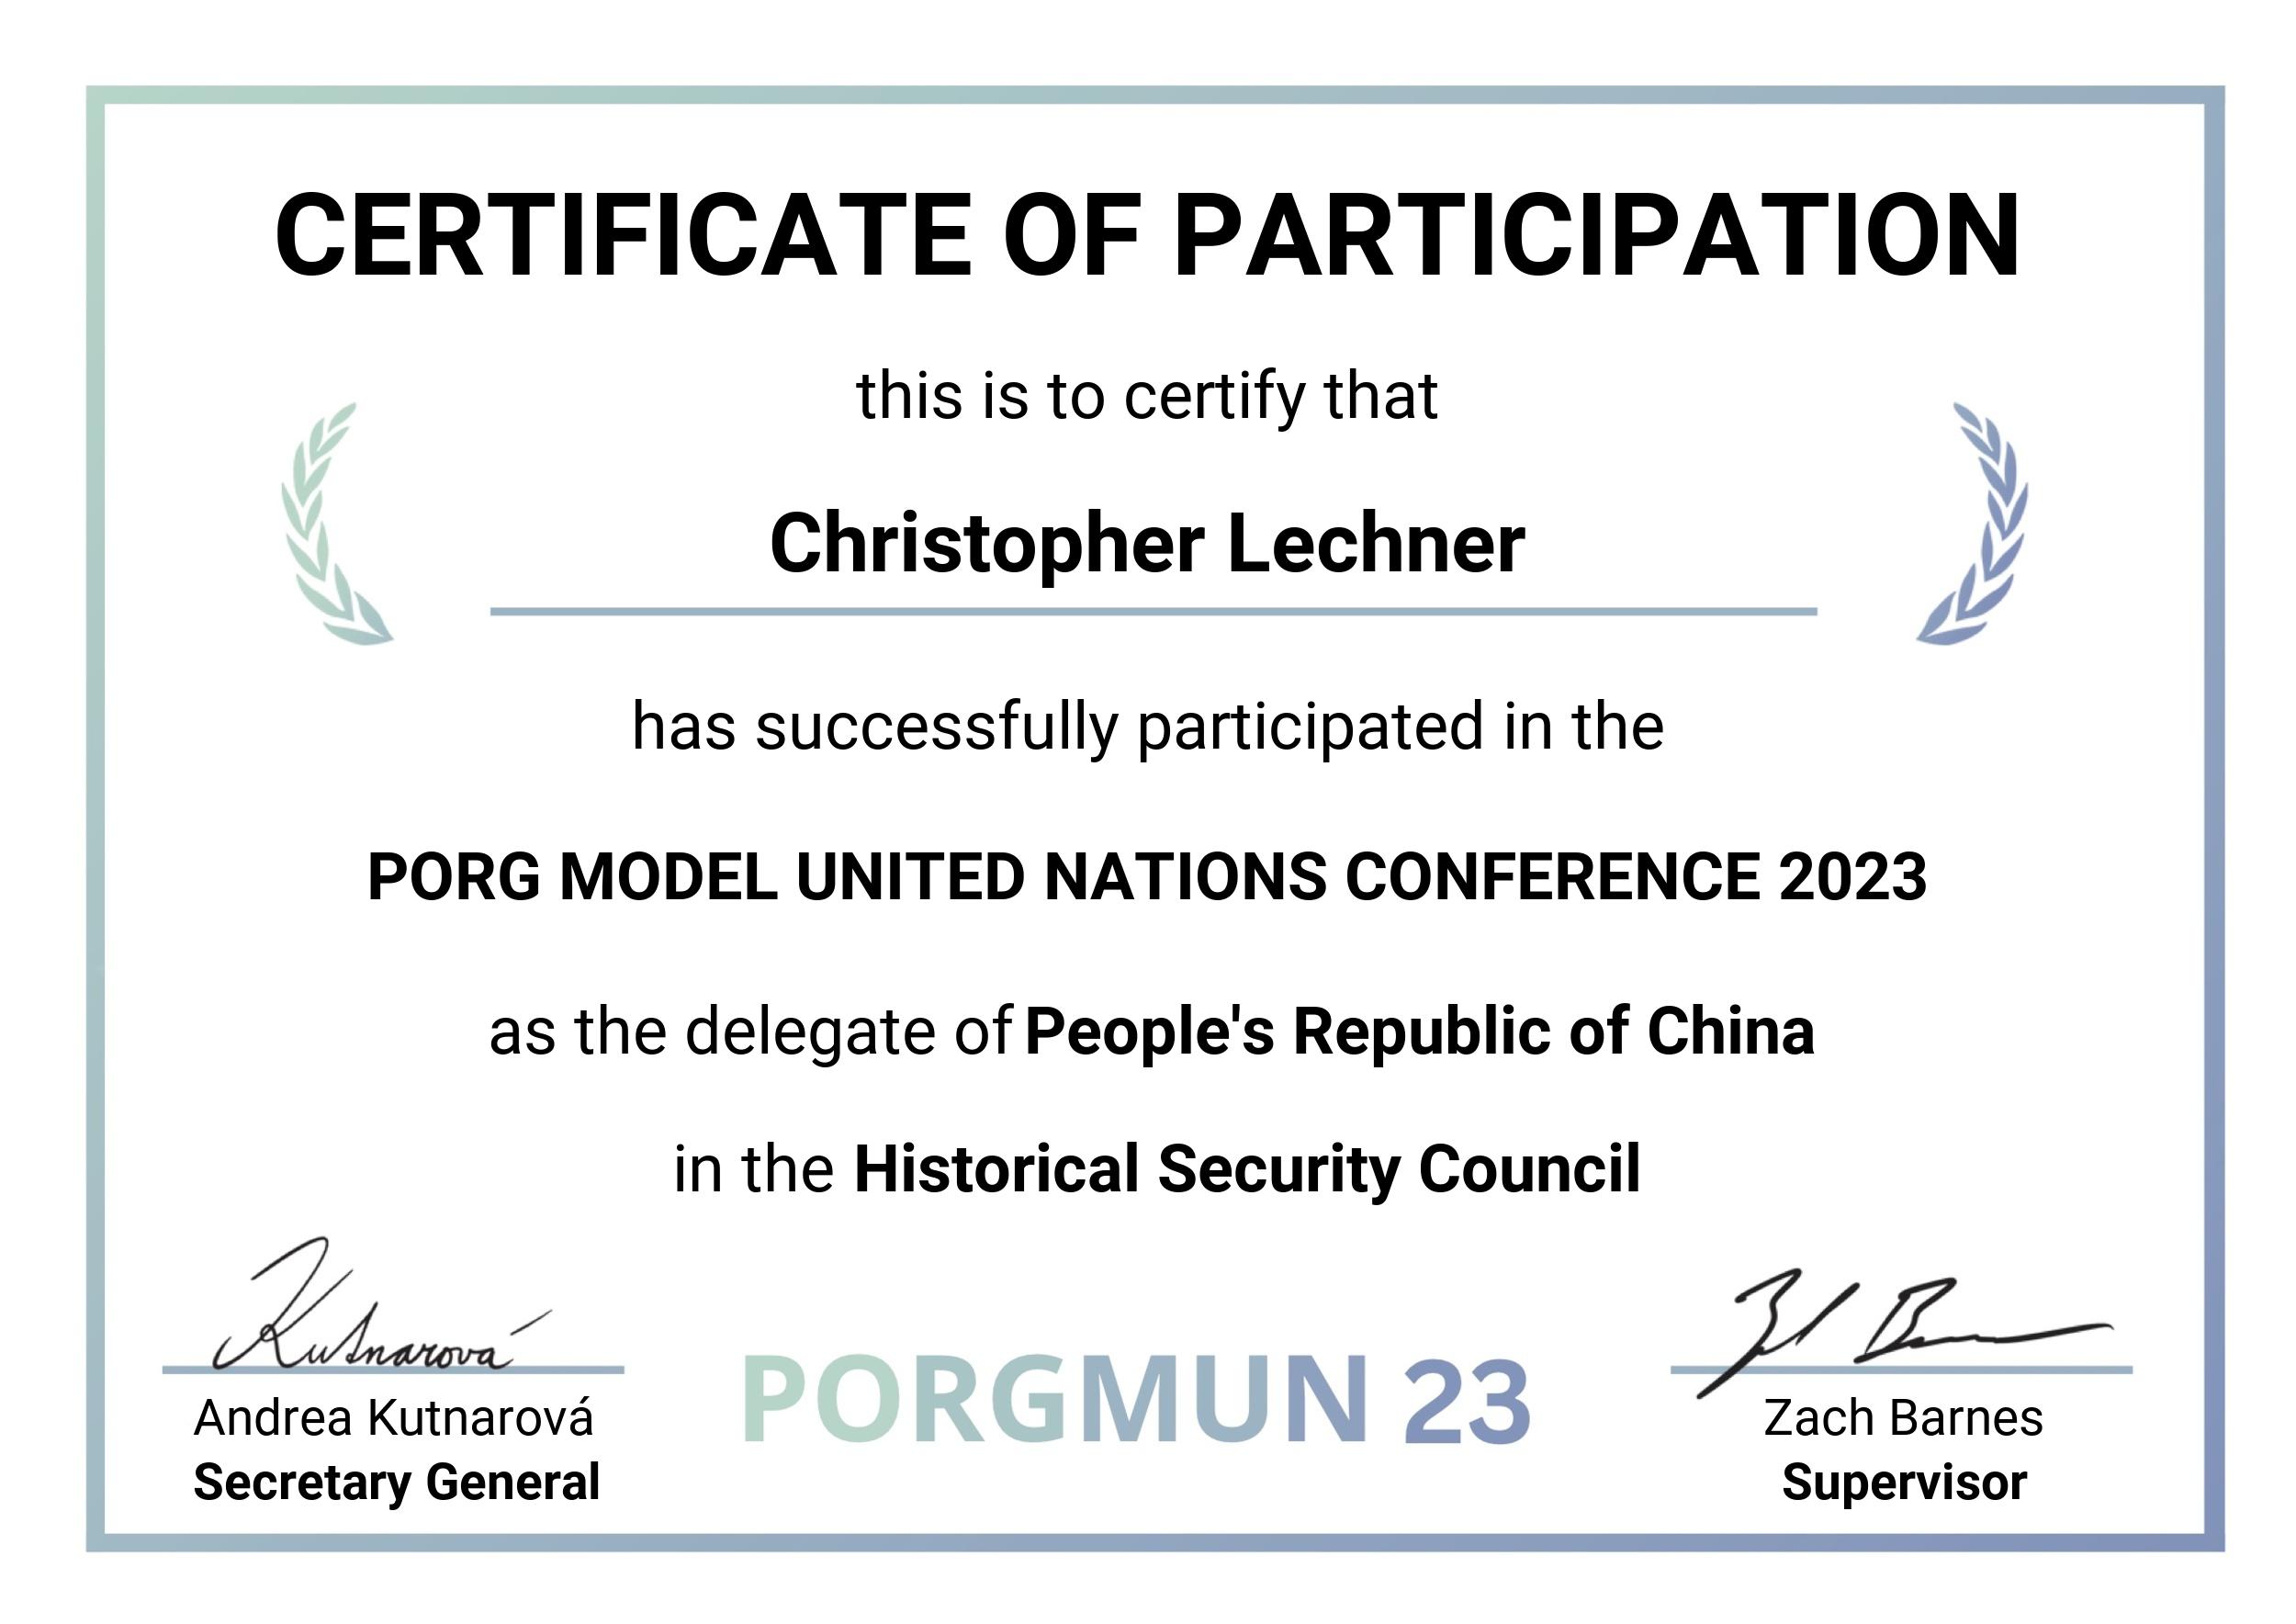 CERTIFICATE OF PARTICIPATION
this is to certify that
Christopher Lechner
has successfully participated in the
PORG MODEL UNITED NATIONS CONFERENCE 2023
as the delegate of People's Republic of China
in the Historical Security Council
Kutnarová
Andrea Kutnarová
Secretary General
PORGMUN 23
Zach Barnes
Supervisor